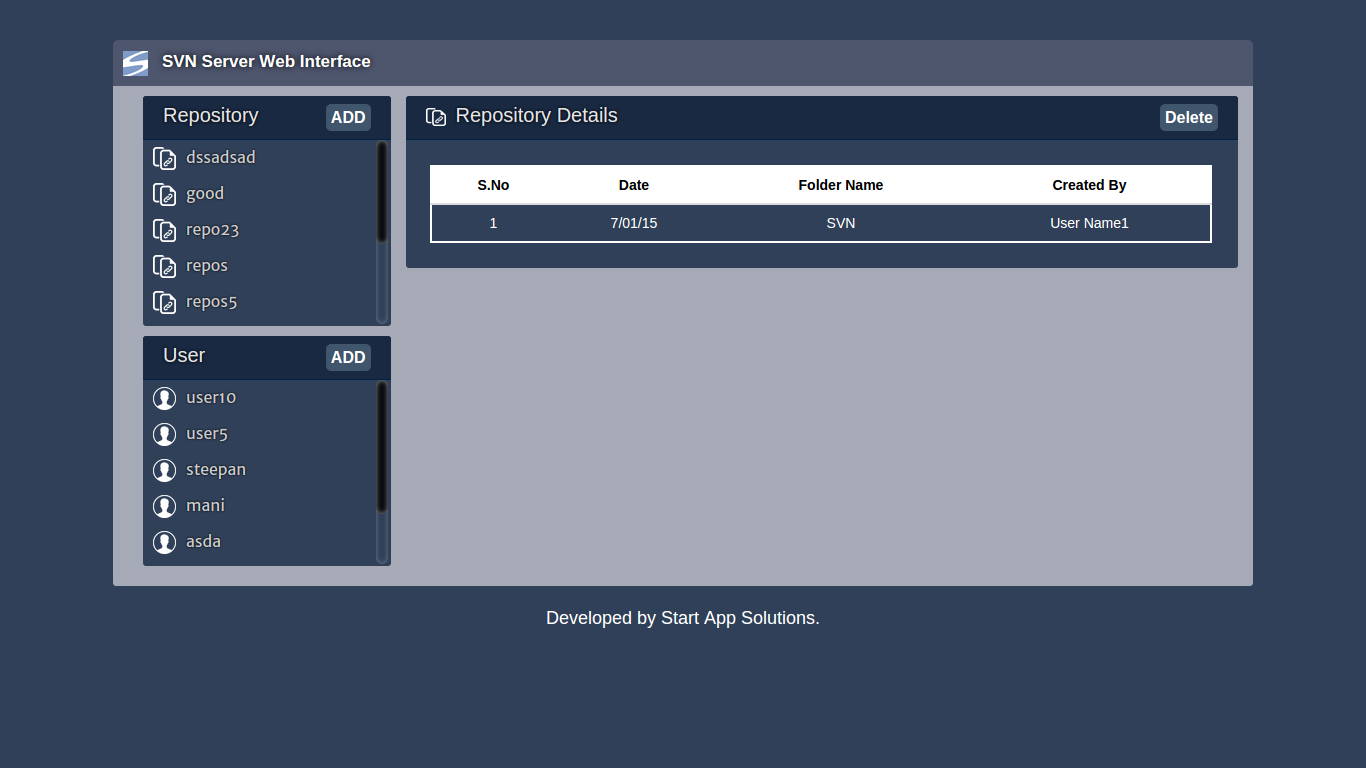 SVN Server Web Interface
Repository ADD
dssadsad
good
repo23
repos
repos5
User ADD
user10
user5
steepan
mani
asda
Repository Details Delete
S.No Date Folder Name Created By
1 7/01/15 SVN User Name1
Developed by Start App Solutions.